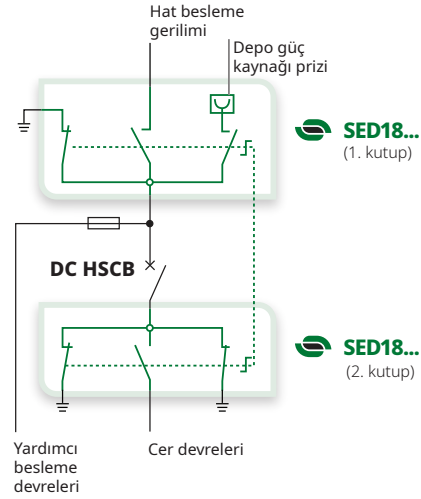 Hat besleme
gerilimi
Depo güç
kaynağı prizi
SED18...
(1. kutup)
DC HSCB
SED18...
(2. kutup)
Yardımcı
besleme
devreleri
Cer devreleri